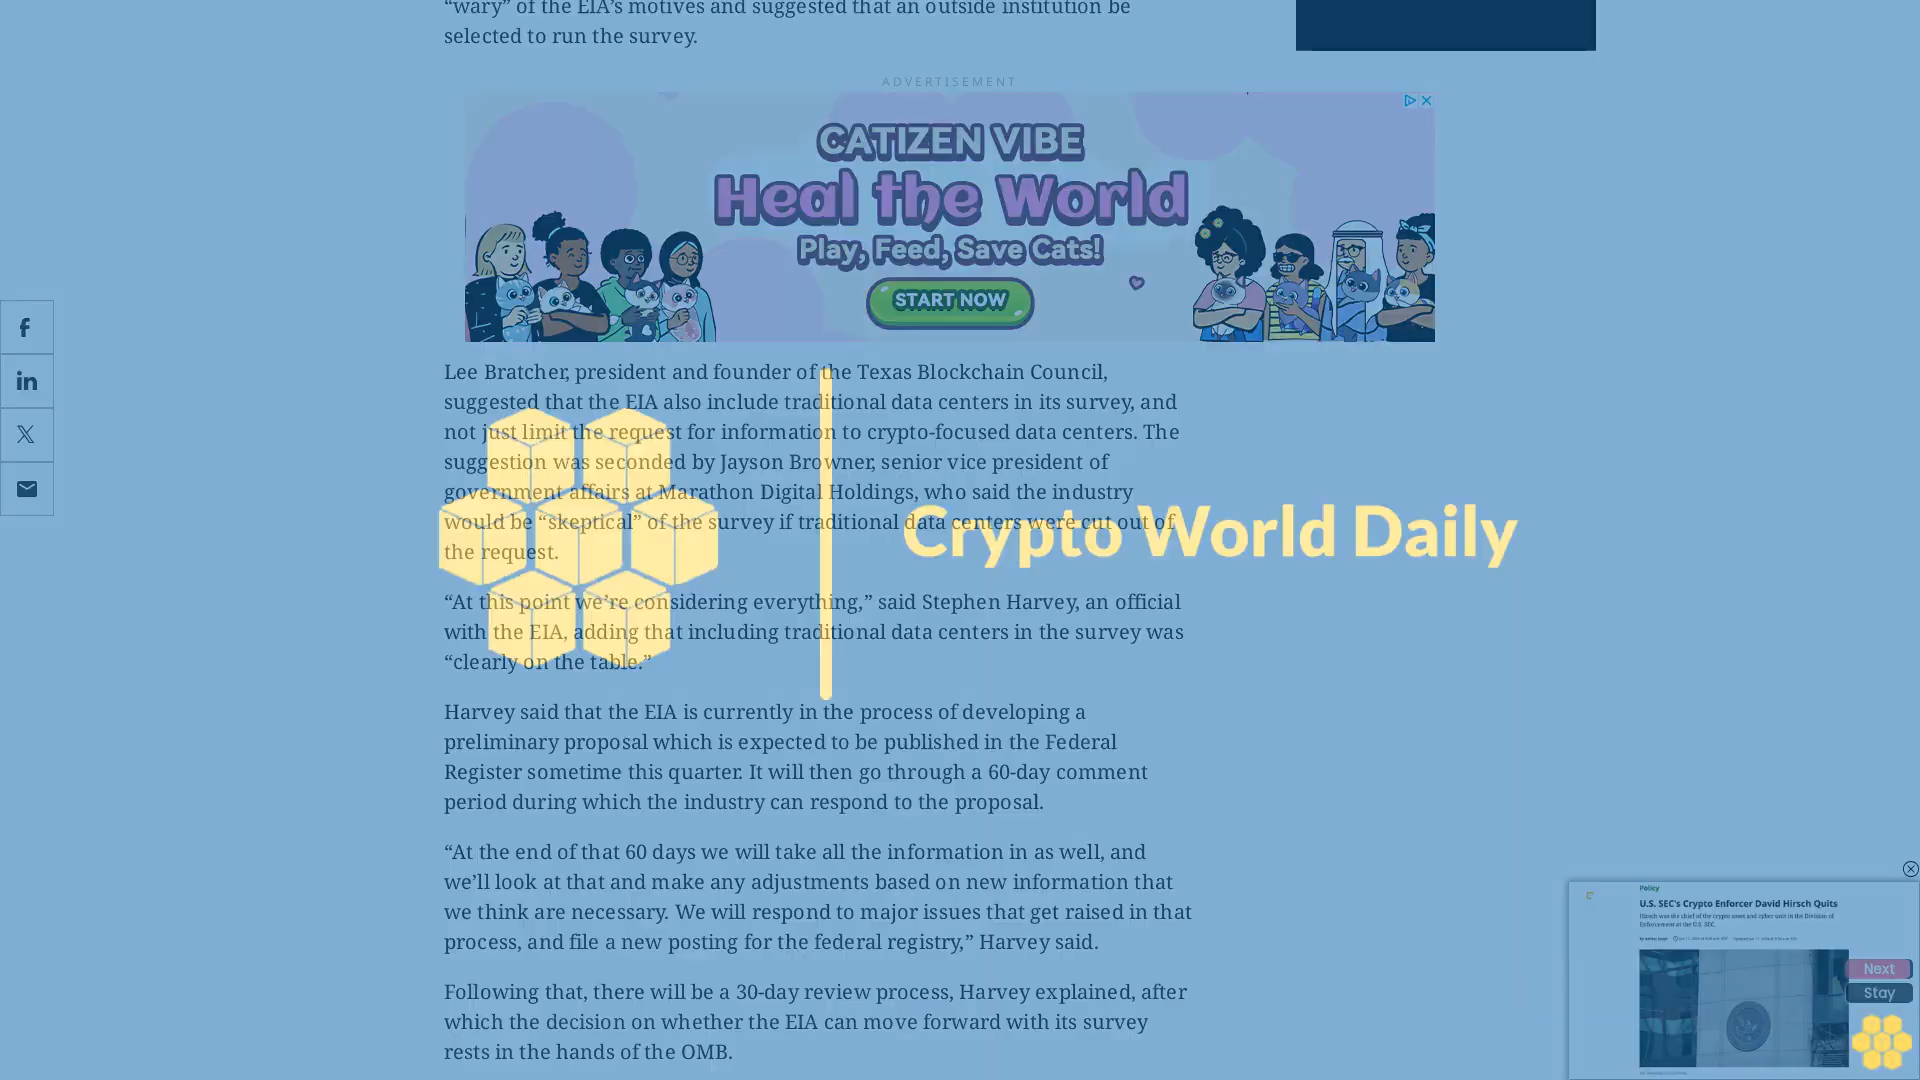 “wary” of the EIA’s motives and suggested that an outside institution be
selected to run the survey.
ADVERTISEMENT
CATIZEN VIBE
Heal the World
Play, Feed, Save Cats!
START NOW
Lee Bratcher, president and founder of the Texas Blockchain Council,
suggested that the EIA also include traditional data centers in its survey, and
not just limit the request for information to crypto-focused data centers. The
suggestion was seconded by Jayson Browner, senior vice president of
government affairs at Marathon Digital Holdings, who said the industry
would be “skeptical” of the survey if traditional data centers were cut out of
the request.
Crypto World Daily
“At this point we’re considering everything,” said Stephen Harvey, an official
with the EIA, adding that including traditional data centers in the survey was
“clearly on the table.”
Harvey said that the EIA is currently in the process of developing a
preliminary proposal which is expected to be published in the Federal
Register sometime this quarter. It will then go through a 60-day comment
period during which the industry can respond to the proposal.
“At the end of that 60 days we will take all the information in as well, and
we’ll look at that and make any adjustments based on new information that
we think are necessary. We will respond to major issues that get raised in that
process, and file a new posting for the federal registry,” Harvey said.
Following that, there will be a 30-day review process, Harvey explained, after
which the decision on whether the EIA can move forward with its survey
rests in the hands of the OMB.
Policy
U.S. SEC's Crypto Enforcer David Hirsch Quits
Hirsch was the chief of the crypto asset and cyber unit in the Division of
Enforcement at the U.S. SEC.
Next
Stay